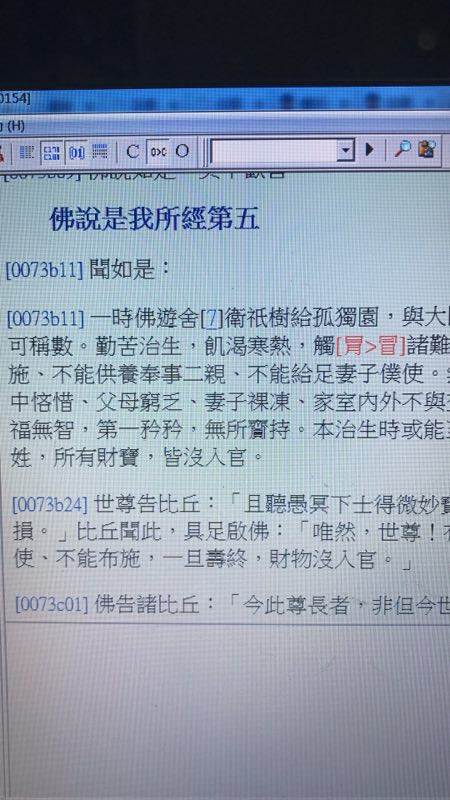 0154]
(H)
C O>C O
佛說是我所經第五
[0073b11] 聞如是：
[0073b11] 一時佛遊舍[7]衛祇樹給孤獨園，與大
可稱數。勤苦治生，飢渴寒熱，觸[胃>冒]諸難
施、不能供養奉事二親、不能給足妻子僕使。
中悋惜、父母窮乏、妻子裸凍、家室內外不與
福無智，第一矜矜，無所齎持。本治生時或能
姓，所有財寶，皆沒入官。
[0073b24] 世尊告比丘：「且聽愚冥下士得微妙寶
損。」比丘聞此，具足啟佛：「唯然，世尊！
使、不能布施，一旦壽終，財物沒入官。」
[0073c01] 佛告諸比丘：「今此尊長者，非但今世